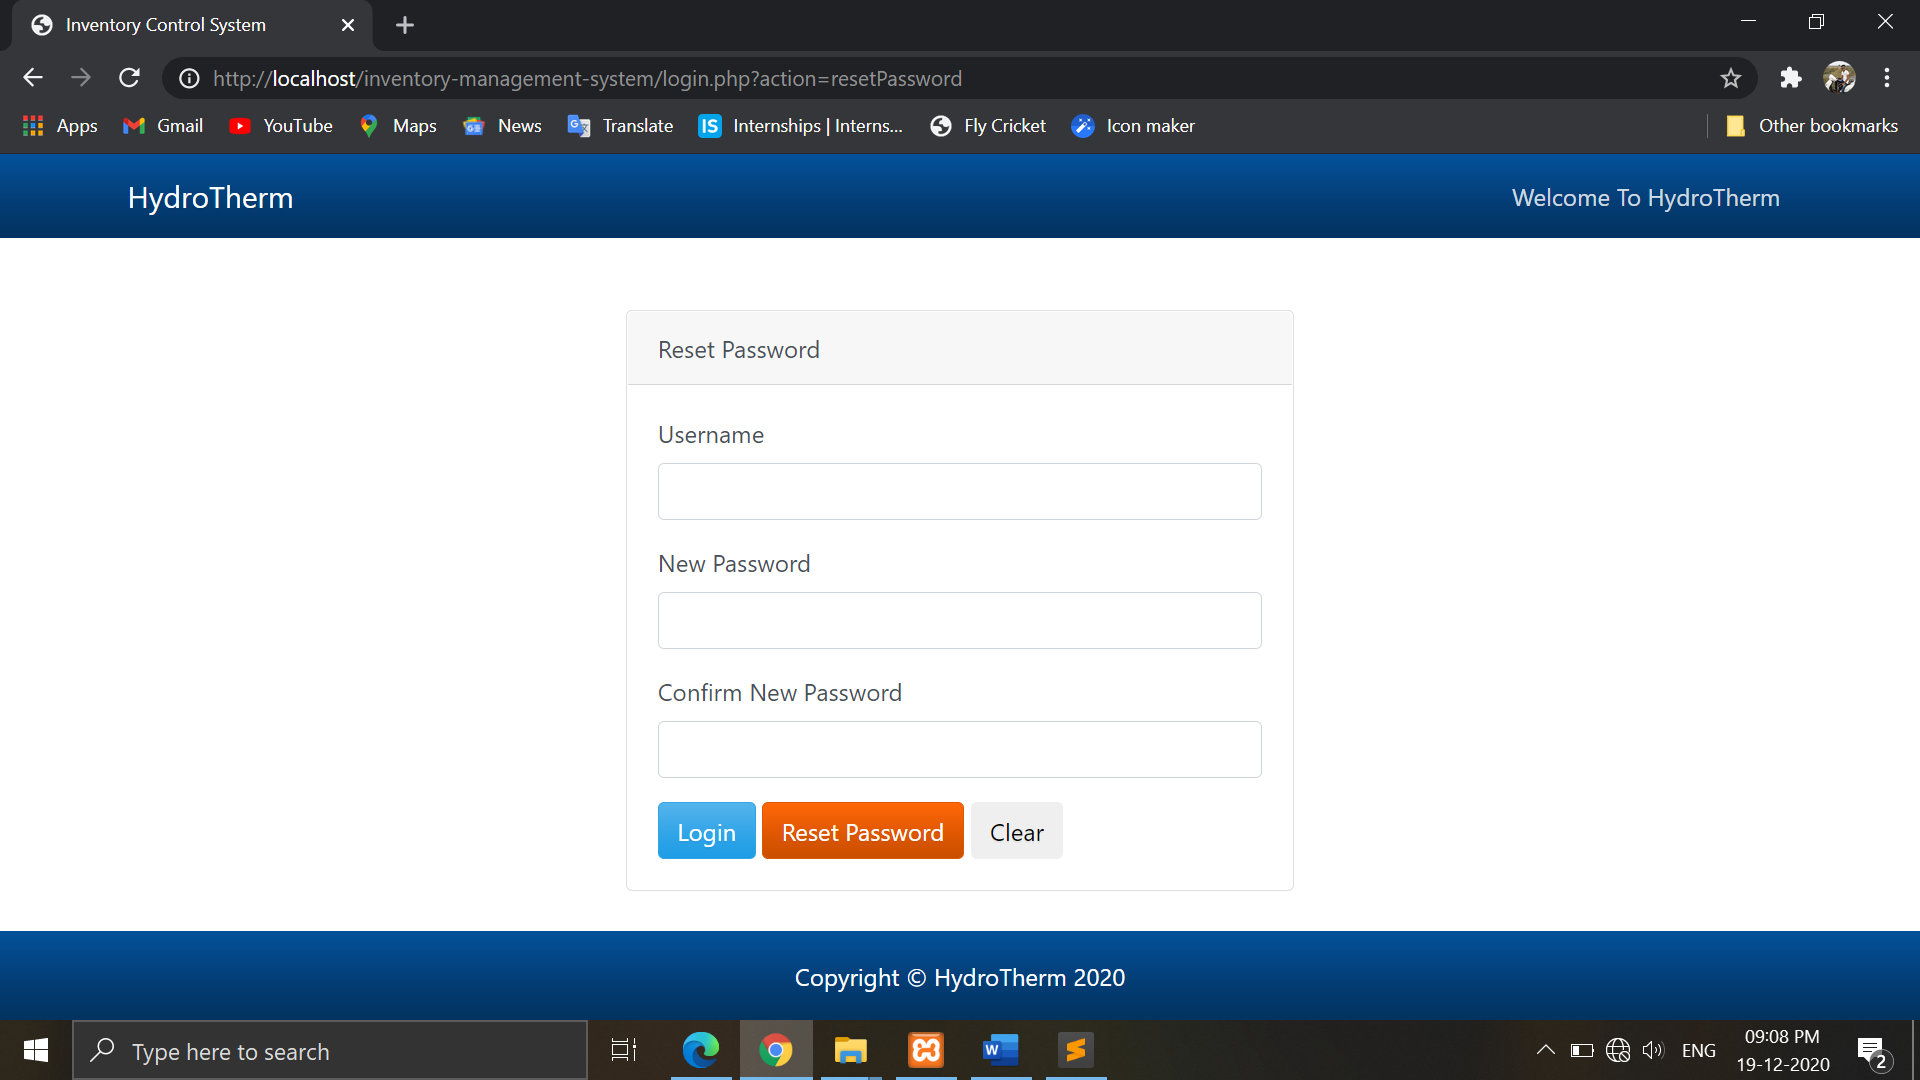 Inventory Control System
http://localhost/inventory-management-system/login.php?action=resetPassword
Apps Gmail YouTube Maps News Translate IS Internships | Interns... Fly Cricket Icon maker Other bookmarks
HydroTherm Welcome To HydroTherm
Reset Password
Username
New Password
Confirm New Password
Login Reset Password Clear
Copyright © HydroTherm 2020
Type here to search W ENG 09:08 PM
19-12-2020 2